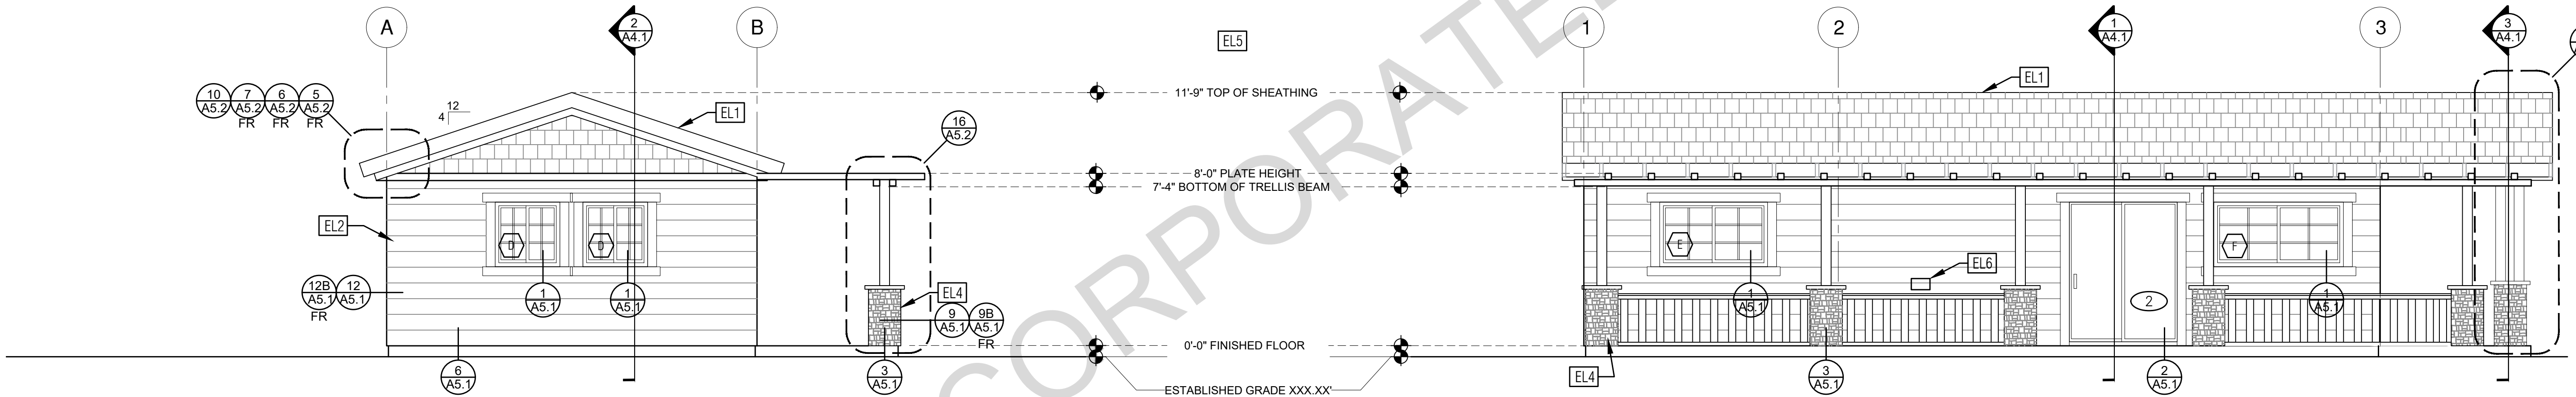 A
2
A4.1
B
EL5
1
2
1
A4.1
3
3
A4.1
10
A5.2
7
A5.2
FR
6
A5.2
FR
5
A5.2
FR
12
4
EL1
16
A5.2
11'-9" TOP OF SHEATHING
EL1
8'-0" PLATE HEIGHT
7'-4" BOTTOM OF TRELLIS BEAM
EL2
D
D
E
F
EL6
12B
A5.1
FR
12
A5.1
1
A5.1
1
A5.1
EL4
9
A5.1
9B
A5.1
FR
1
A5.1
2
1
A5.1
0'-0" FINISHED FLOOR
6
A5.1
3
A5.1
ESTABLISHED GRADE XXX.XX'
EL4
3
A5.1
2
A5.1
CORPORATE